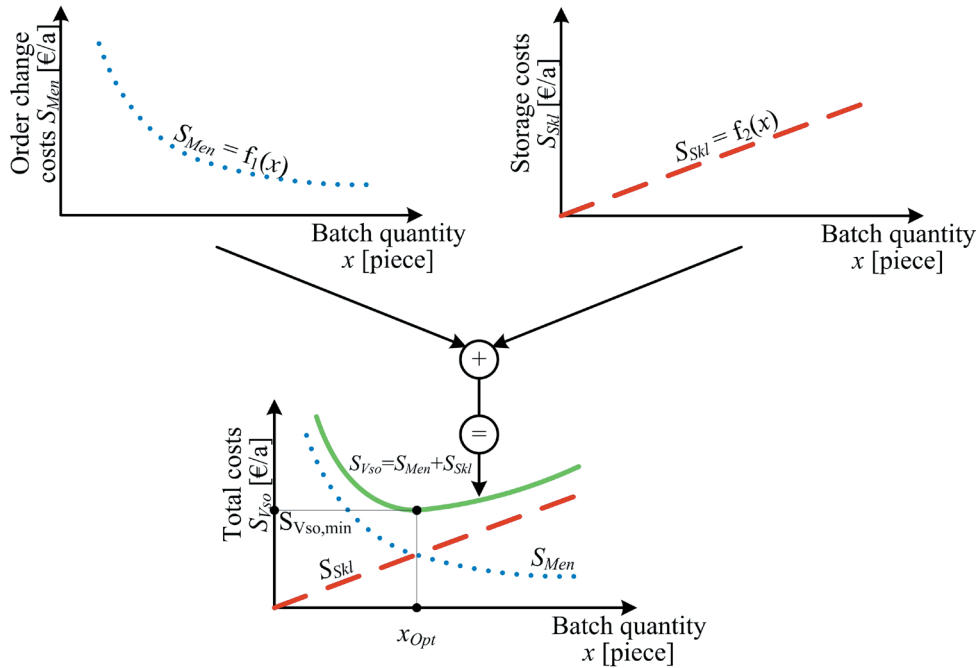 Order change
costs S_Men [€/a]
S_Men = f_1(x)
Batch quantity
x [piece]
Storage costs
S_Skl [€/a]
S_Skl = f_2(x)
Batch quantity
x [piece]
+
=
Total costs
S_Vso [€/a]
S_Vso=S_Men+S_Skl
S_Vso,min
S_Skl
S_Men
x_Opt
Batch quantity
x [piece]